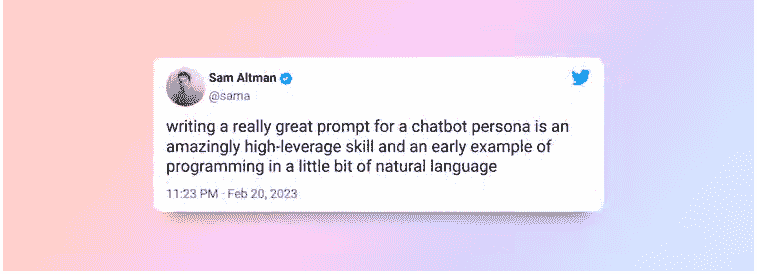 Sam Altman
@sama
writing a really great prompt for a chatbot persona is an
amazingly high-leverage skill and an early example of
programming in a little bit of natural language
11:23 PM · Feb 20, 2023